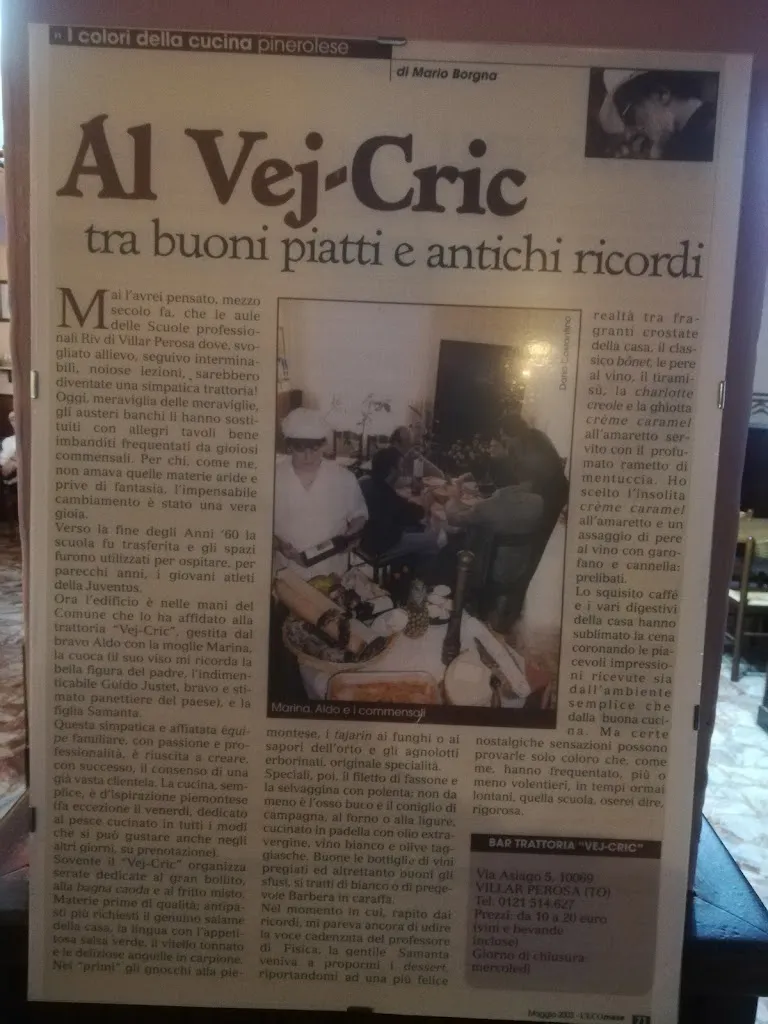 I colori della cucina pinerolese
di Mario Borgna
Al Vej-Cric
tra buoni piatti e antichi ricordi
Mai l'avrei pensato, mezzo
secolo fa, che le aule
delle Scuole professio-
nali Riv di Villar Perosa dove, svo-
gliato allievo, seguivo intermina-
bili, noiose lezioni, sarebbero
diventate una simpatica trattoria!
Oggi, meraviglia delle meraviglie,
gli austeri banchi li hanno sosti-
tuiti con allegri tavoli bene
imbanditi frequentati da gioiosi
commensali. Per chi, come me,
non amava quelle materie aride e
prive di fantasia, l'impensabile
cambiamento è stato una vera
gioia.
Verso la fine degli Anni '60 la
scuola fu trasferita e gli spazi
furono utilizzati per ospitare, per
parecchi anni, i giovani atleti
della Juventus.
Ora l'edificio è nelle mani del
Comune che lo ha affidato alla
trattoria "Vej-Cric", gestita dal
bravo Aldo con la moglie Marina,
la cuoca (il suo viso mi ricorda la
bella figura del padre, l'indimen-
ticabile Guido Justet, bravo e sti-
mato panettiere del paese), e la
figlia Samanta.
Questa simpatica e affiatata équi-
pe familiare, con passione e pro-
fessionalità, è riuscita a creare,
con successo, il consenso di una
già vasta clientela. La cucina, sem-
plice, è d'ispirazione piemontese
(fa eccezione il venerdì, dedicato
al pesce cucinato in tutti i modi
che si può gustare anche negli
altri giorni, su prenotazione).
Sovente il "Vej-Cric" organizza
serate dedicate al gran bollito,
alla bagna caoda e al fritto misto.
Materie prime di qualità; antipa-
sti più richiesti il genuino salame
della casa, la lingua con l'appeti-
tosa salsa verde, il vitello tonnato
e le deliziose anguille in carpione.
Nei "primi" gli gnocchi alla pie-
Dario Costantino
Marina, Aldo e i commensali
montese, i tajarin ai funghi o ai
sapori dell'orto e gli agnolotti
erborinati, originale specialità.
Speciali, poi, il filetto di fassone e
la selvaggina con polenta; non da
meno è l'osso buco e il coniglio di
campagna, al forno o alla ligure,
cucinato in padella con olio extra-
vergine, vino bianco e olive tag-
giasche. Buone le bottiglie di vini
pregiati ed altrettanto buoni gli
sfusi, si tratti di bianco o di prege-
vole Barbera in caraffa.
Nel momento in cui, rapito dai
ricordi, mi pareva ancora di udire
la voce cadenzata del professore
di Fisica, la gentile Samanta
veniva a propormi i dessert,
riportandomi ad una più felice
realtà tra fra-
granti crostate
della casa, il clas-
sico bônet, le pere
al vino, il tirami-
sù, la charlotte
creole e la ghiotta
crème caramel
all'amaretto ser-
vito con il profu-
mato rametto di
mentuccia. Ho
scelto l'insolita
crème caramel
all'amaretto e un
assaggio di pere
al vino con garo-
fano e cannella:
prelibati.
Lo squisito caffè
e i vari digestivi
della casa hanno
sublimato la cena
coronando le pia-
cevoli impressio-
ni ricevute sia
dall'ambiente
semplice che
dalla buona cuci-
na. Ma certe
nostalgiche sensazioni possono
provarle solo coloro che, come
me, hanno frequentato, più o
meno volentieri, in tempi ormai
lontani, quella scuola, oserei dire,
rigorosa.
BAR TRATTORIA "VEJ-CRIC"
Via Asiago 5, 10069
VILLAR PEROSA (TO)
Tel. 0121 514.627
Prezzi: da 10 a 20 euro
(vini e bevande
incluse)
Giorno di chiusura:
mercoledì